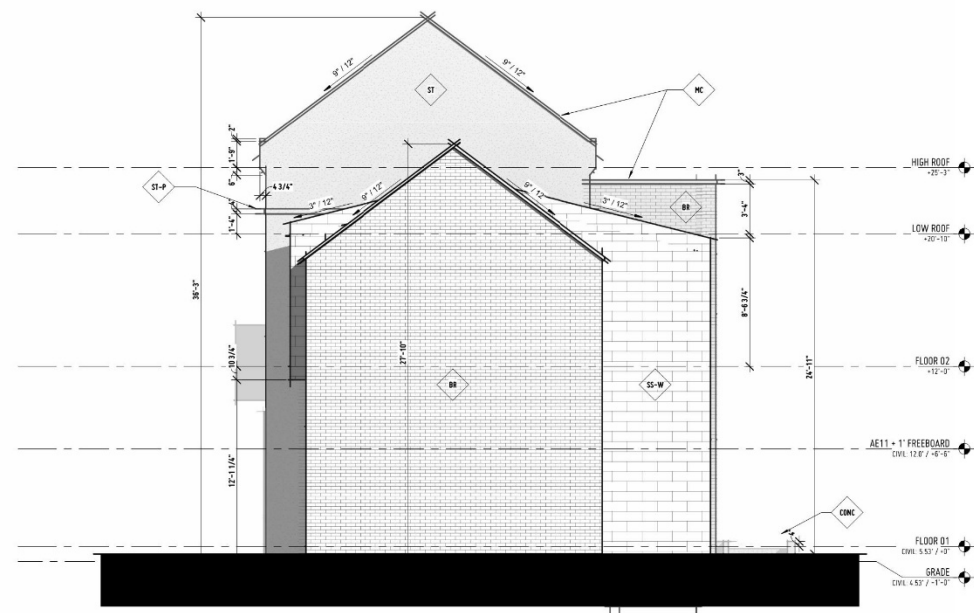 9" / 12"
9" / 12"
ST
MC
2"
1'-9"
6"
4 3/4"
ST-P
4"
1'-4"
3" / 12"
9" / 12"
9" / 12"
3" / 12"
BR
3"
3'-4"
HIGH ROOF
+25'-3"
LOW ROOF
+20'-10"
36'-3"
27'-10"
8'-6 3/4"
24'-11"
10 3/4"
FLOOR 02
+12'-0"
BR
SS-W
AE11 + 1' FREEBOARD
CIVIL: 12.0' / +6'-6"
12'-1 1/4"
CONC
FLOOR 01
CIVIL: 5.53' / +0"
GRADE
CIVIL: 4.53' / -1'-0"